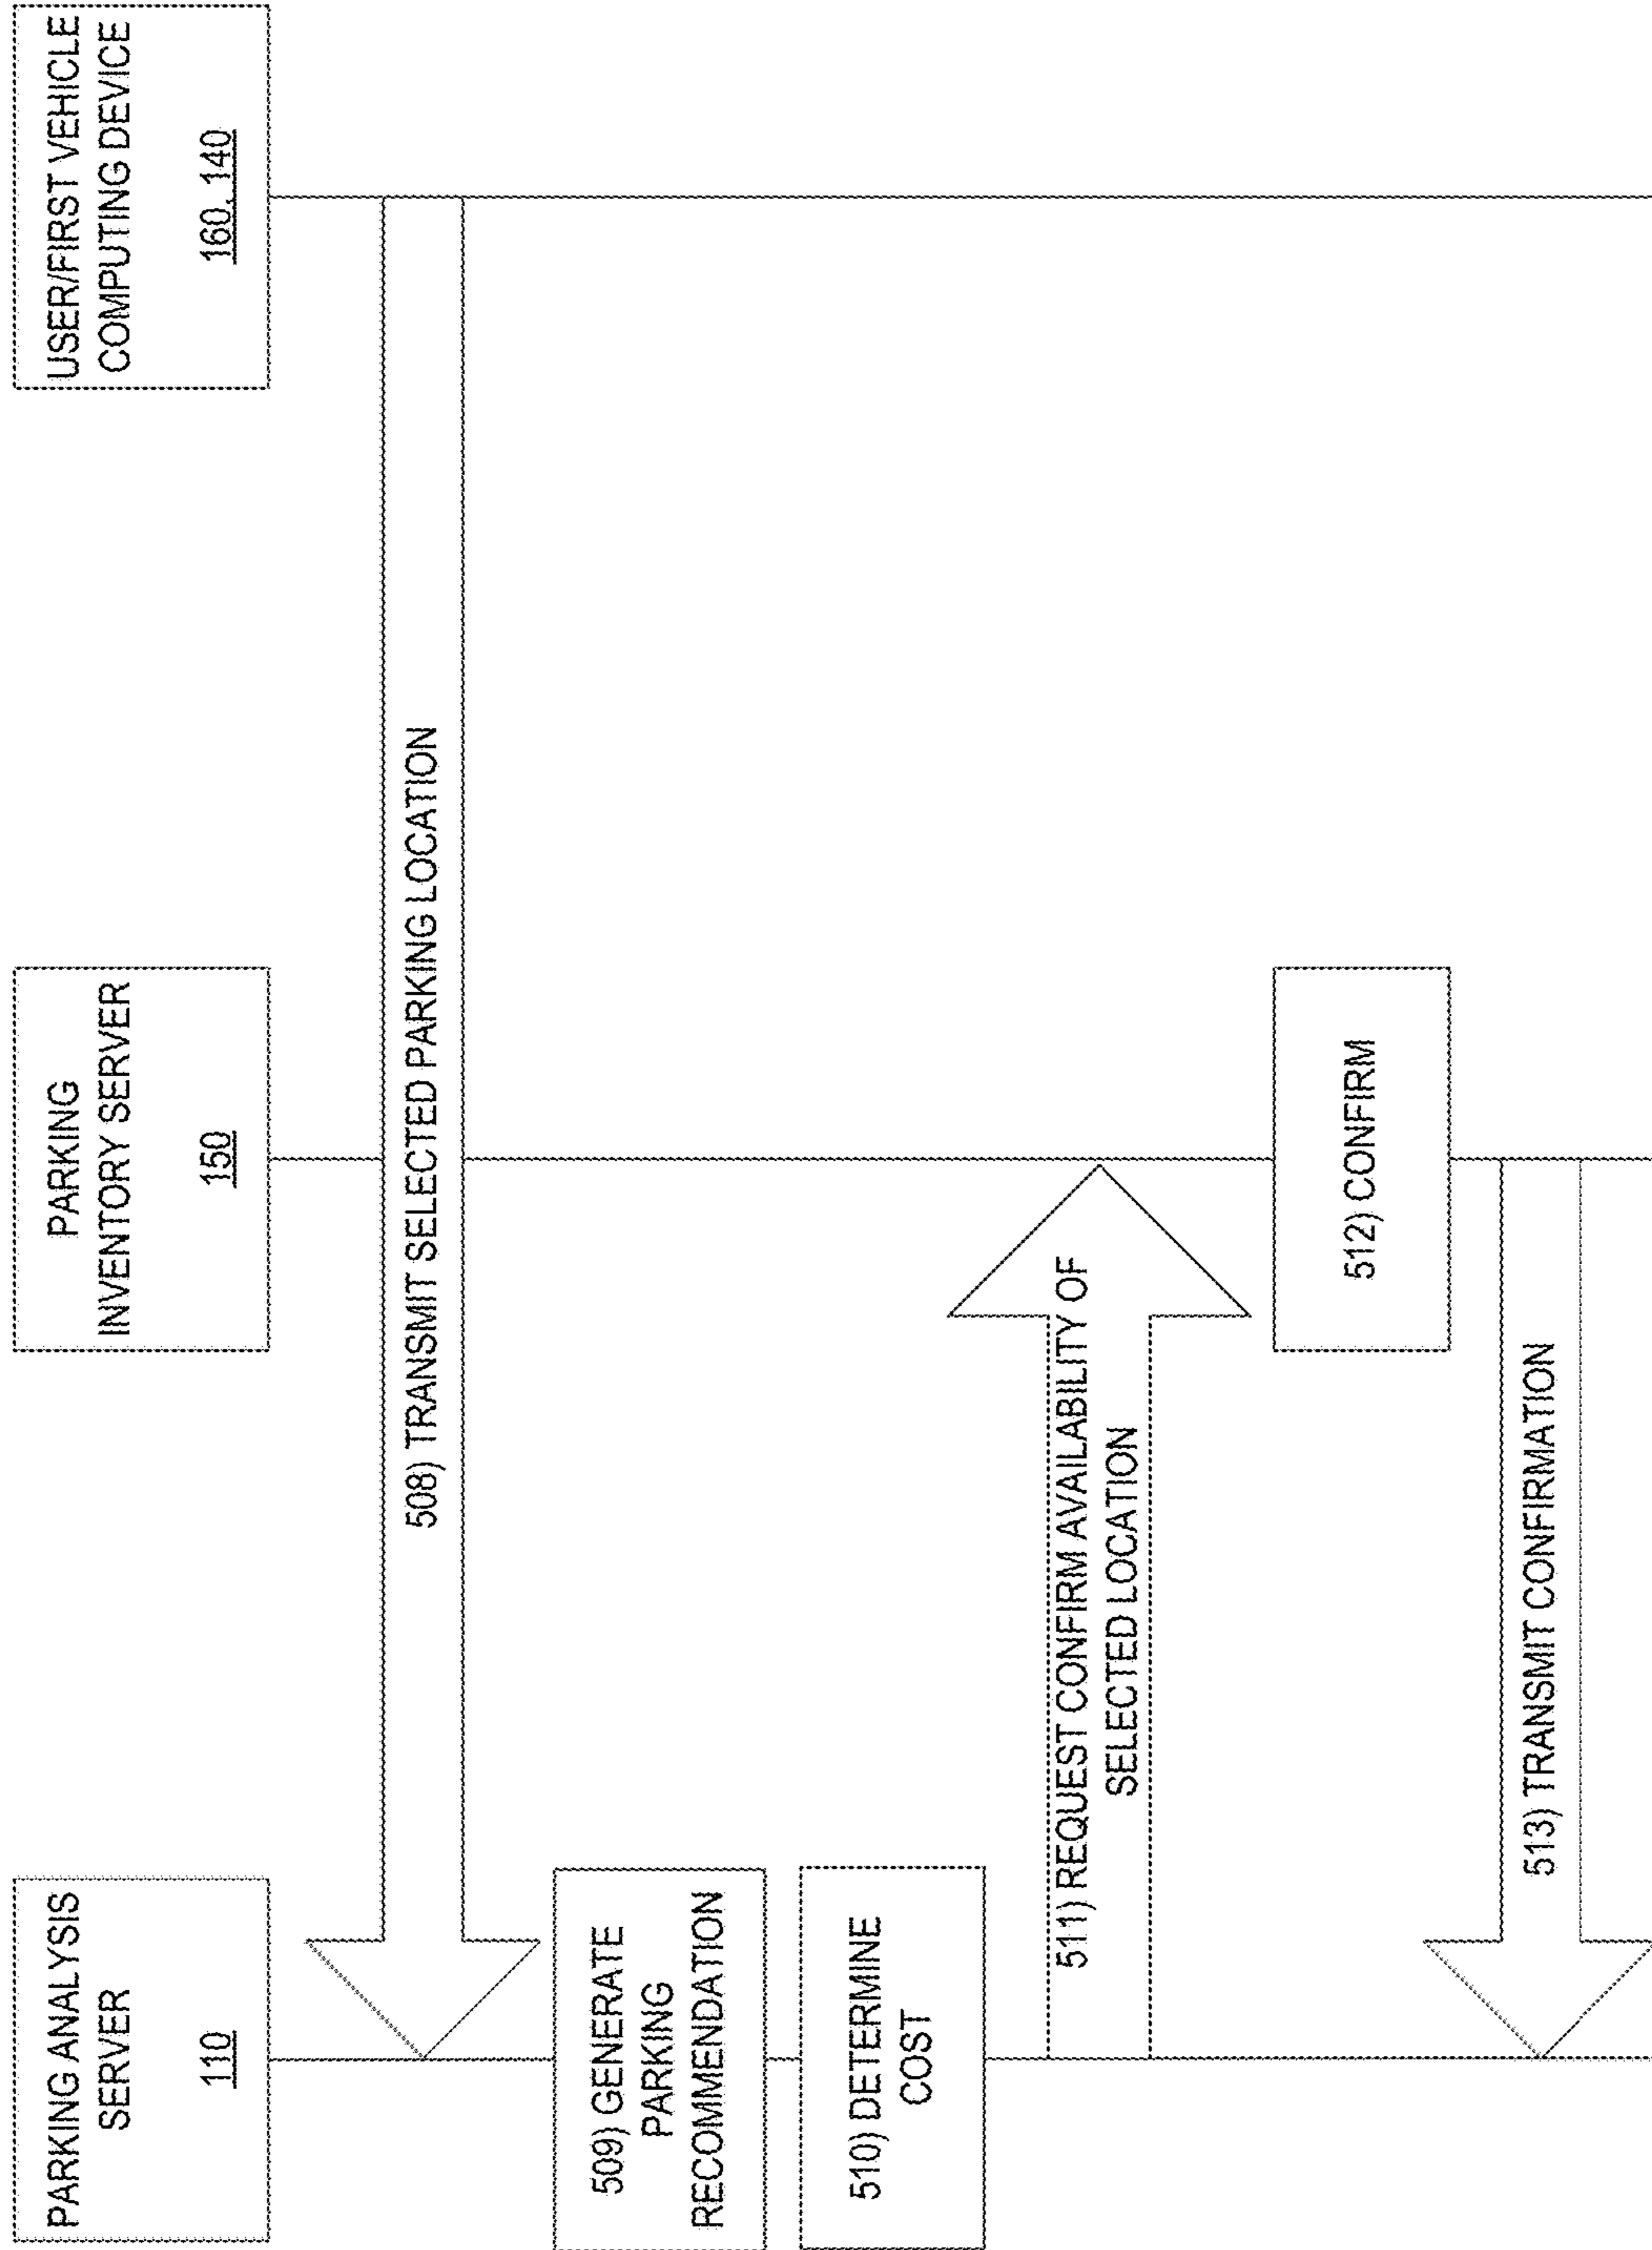 PARKING ANALYSIS
SERVER
110
PARKING
INVENTORY SERVER
150
USER/FIRST VEHICLE
COMPUTING DEVICE
160, 140
508) TRANSMIT SELECTED PARKING LOCATION
509) GENERATE
PARKING
RECOMMENDATION
510) DETERMINE
COST
511) REQUEST CONFIRM AVAILABILITY OF
SELECTED LOCATION
512) CONFIRM
513) TRANSMIT CONFIRMATION